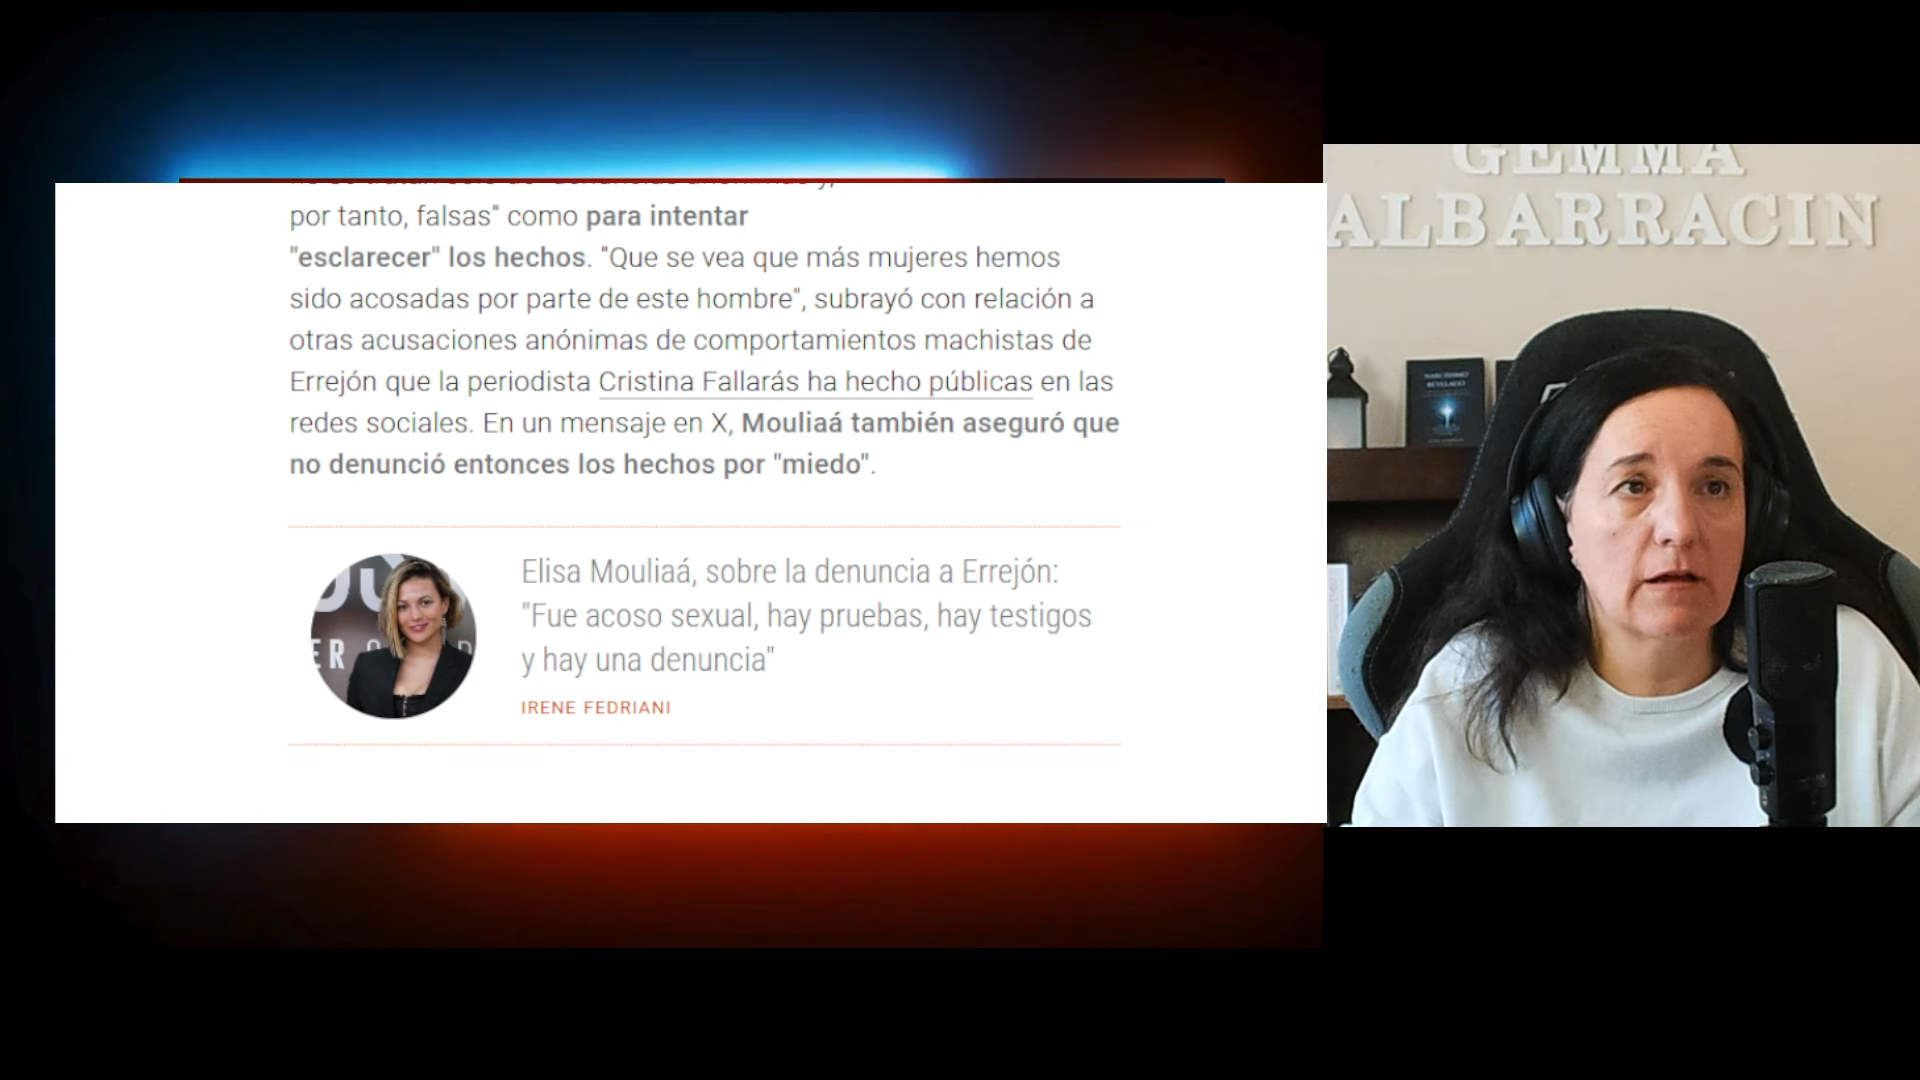 por tanto, falsas" como para intentar
"esclarecer" los hechos. "Que se vea que más mujeres hemos
sido acosadas por parte de este hombre", subrayó con relación a
otras acusaciones anónimas de comportamientos machistas de
Errejón que la periodista Cristina Fallarás ha hecho públicas en las
redes sociales. En un mensaje en X, Mouliaá también aseguró que
no denunció entonces los hechos por "miedo".
Elisa Mouliaá, sobre la denuncia a Errejón:
"Fue acoso sexual, hay pruebas, hay testigos
y hay una denuncia"
IRENE FEDRIANI
GEMMA
ALBARRACIN